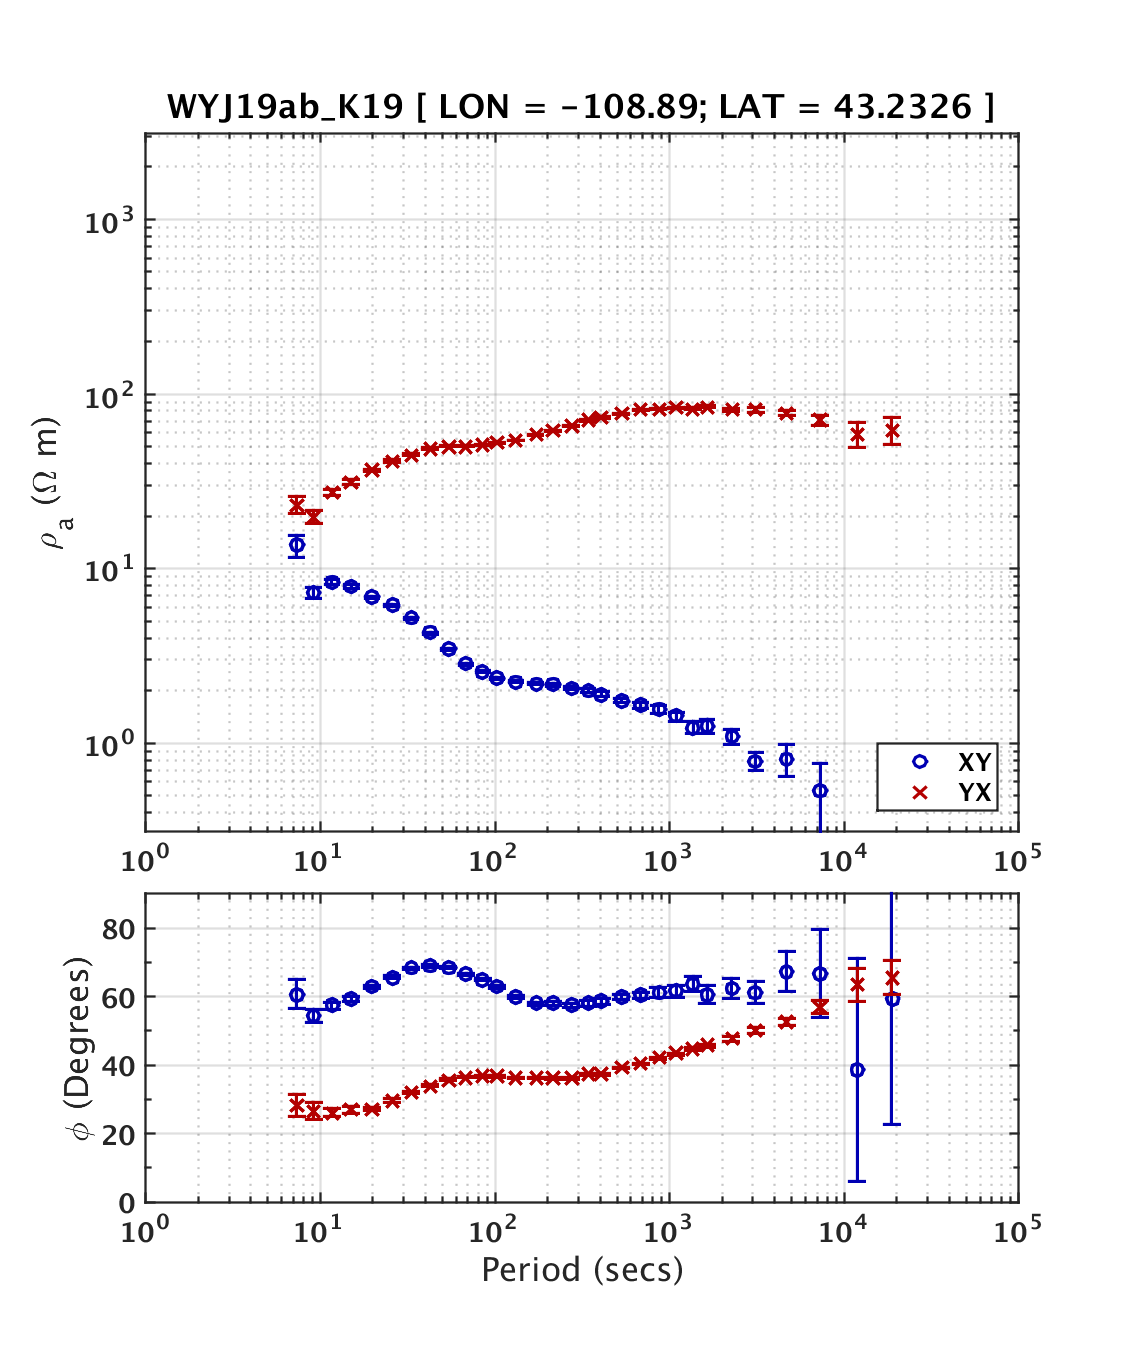 WYJ19ab_K19 [ LON = −108.89; LAT = 43.2326 ]
10³
10²
10¹
10⁰
ρₐ (Ω m)
XY
YX
10⁰ 10¹ 10² 10³ 10⁴ 10⁵
80
60
40
20
0
ϕ (Degrees)
10⁰ 10¹ 10² 10³ 10⁴ 10⁵
Period (secs)